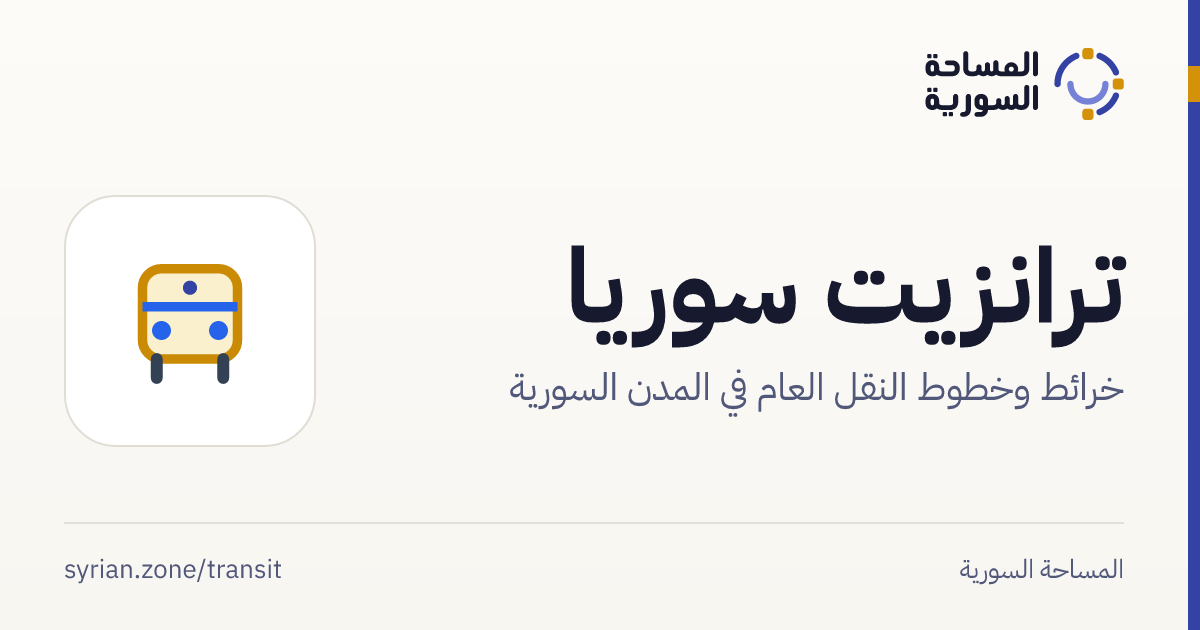 المساحة
السورية
ترانزيت سوريا
خرائط وخطوط النقل العام في المدن السورية
المساحة السورية
syrian.zone/transit